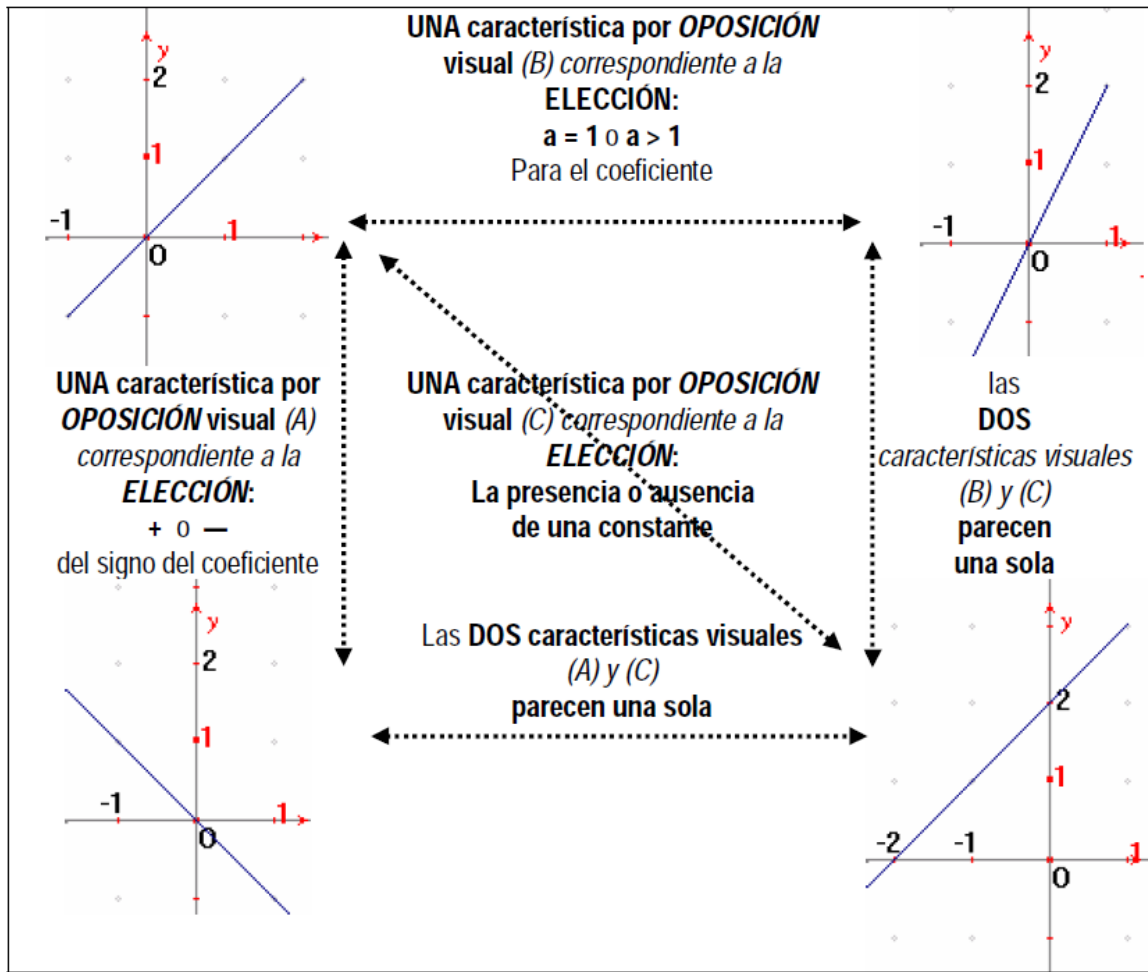 UNA característica por OPOSICIÓN
visual (B) correspondiente a la
ELECCIÓN:
a = 1 o a > 1
Para el coeficiente
y
2
1
-1
1
0
y
2
1
-1
1
0
UNA característica por
OPOSICIÓN visual (A)
correspondiente a la
ELECCIÓN:
+ o —
del signo del coeficiente
UNA característica por OPOSICIÓN
visual (C) correspondiente a la
ELECCIÓN:
La presencia o ausencia
de una constante
las
DOS
características visuales
(B) y (C)
parecen
una sola
Las DOS características visuales
(A) y (C)
parecen una sola
y
2
1
-1
1
0
y
2
1
-2
-1
1
0